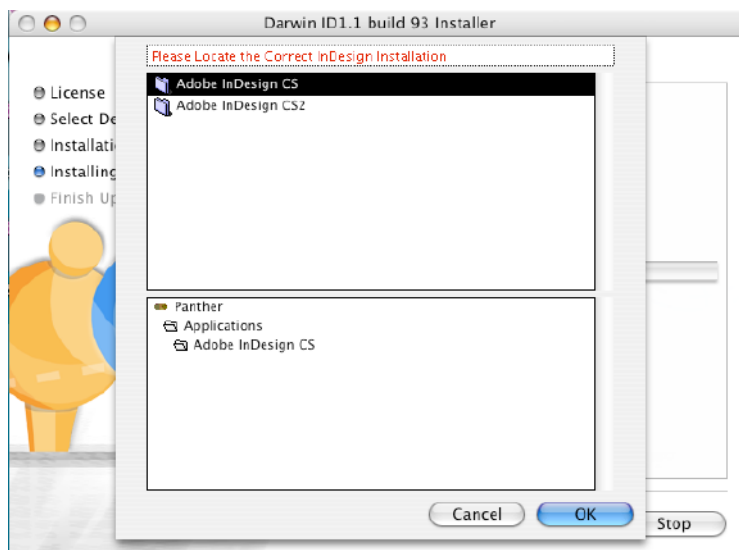 Darwin ID1.1 build 93 Installer
Please Locate the Correct InDesign Installation
Adobe InDesign CS
Adobe InDesign CS2
License
Select De
Installati
Installing
Finish Up
Panther
Applications
Adobe InDesign CS
Cancel
OK
Stop